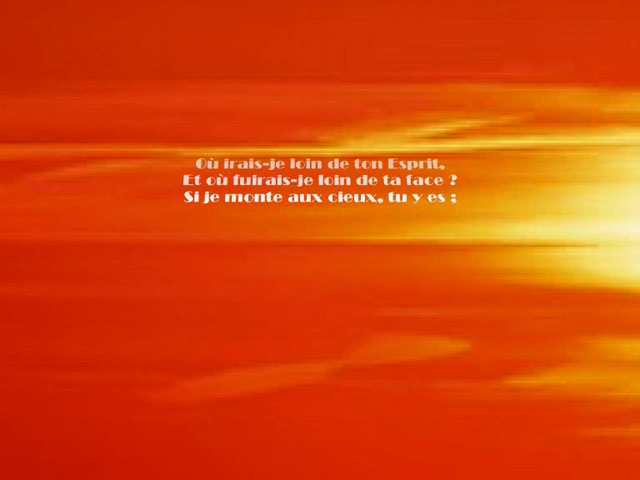 Où irais-je loin de ton Esprit,
Et où fuirais-je loin de ta face ?
Si je monte aux cieux, tu y es ;